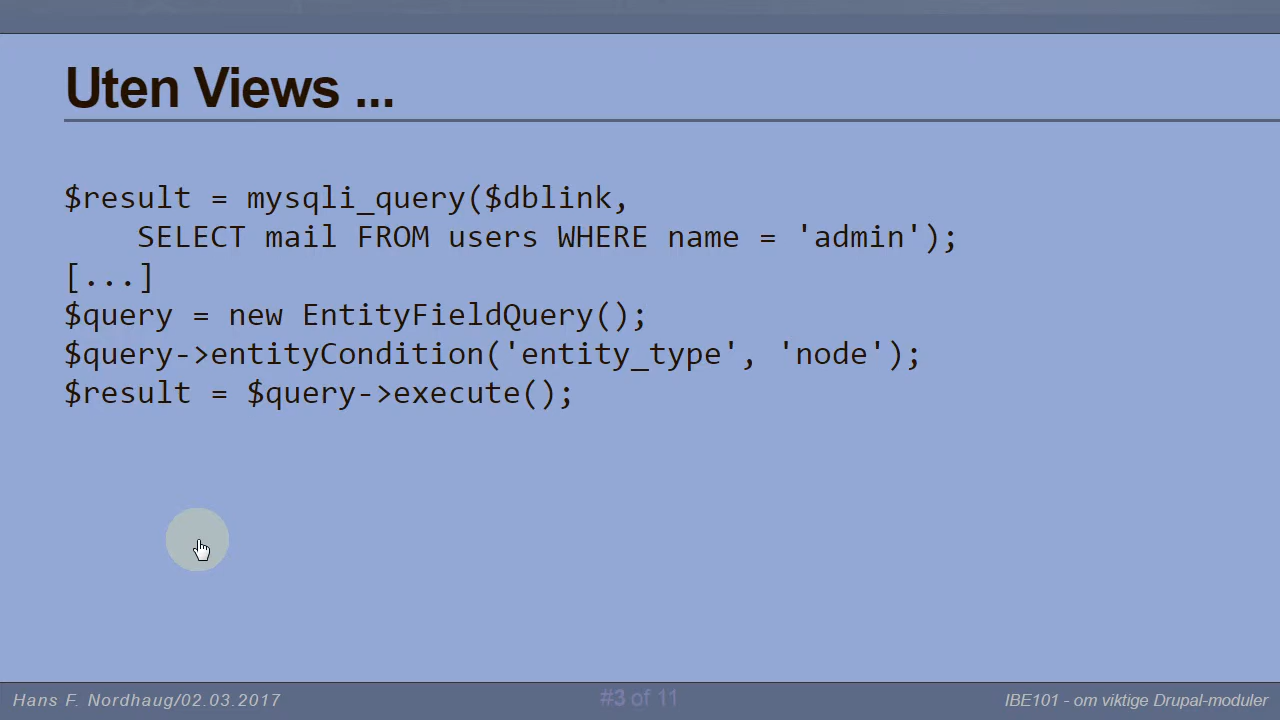 Uten Views ...
$result = mysqli_query($dblink,
SELECT mail FROM users WHERE name = 'admin');
[...]
$query = new EntityFieldQuery();
$query->entityCondition('entity_type', 'node');
$result = $query->execute();
Hans F. Nordhaug/02.03.2017
#3 of 11
IBE101 - om viktige Drupal-moduler